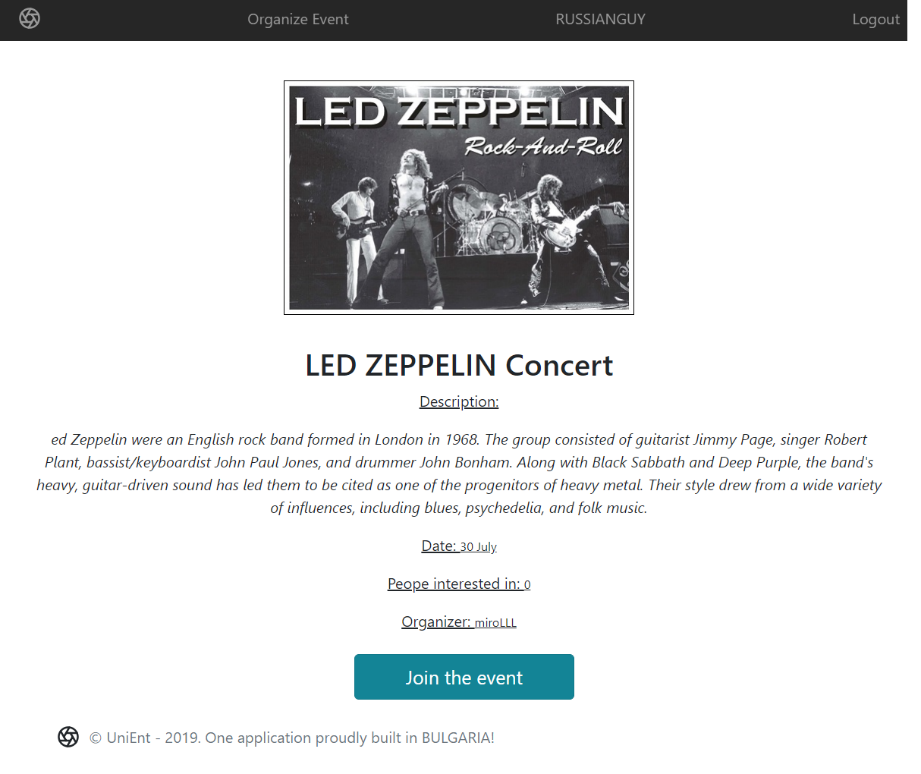 Organize Event RUSSIANGUY Logout
LED ZEPPELIN
Rock-And-Roll
LED ZEPPELIN Concert
Description:
ed Zeppelin were an English rock band formed in London in 1968. The group consisted of guitarist Jimmy Page, singer Robert
Plant, bassist/keyboardist John Paul Jones, and drummer John Bonham. Along with Black Sabbath and Deep Purple, the band's
heavy, guitar-driven sound has led them to be cited as one of the progenitors of heavy metal. Their style drew from a wide variety
of influences, including blues, psychedelia, and folk music.
Date: 30 July
Peope interested in: 0
Organizer: miroLLL
Join the event
© UniEnt - 2019. One application proudly built in BULGARIA!